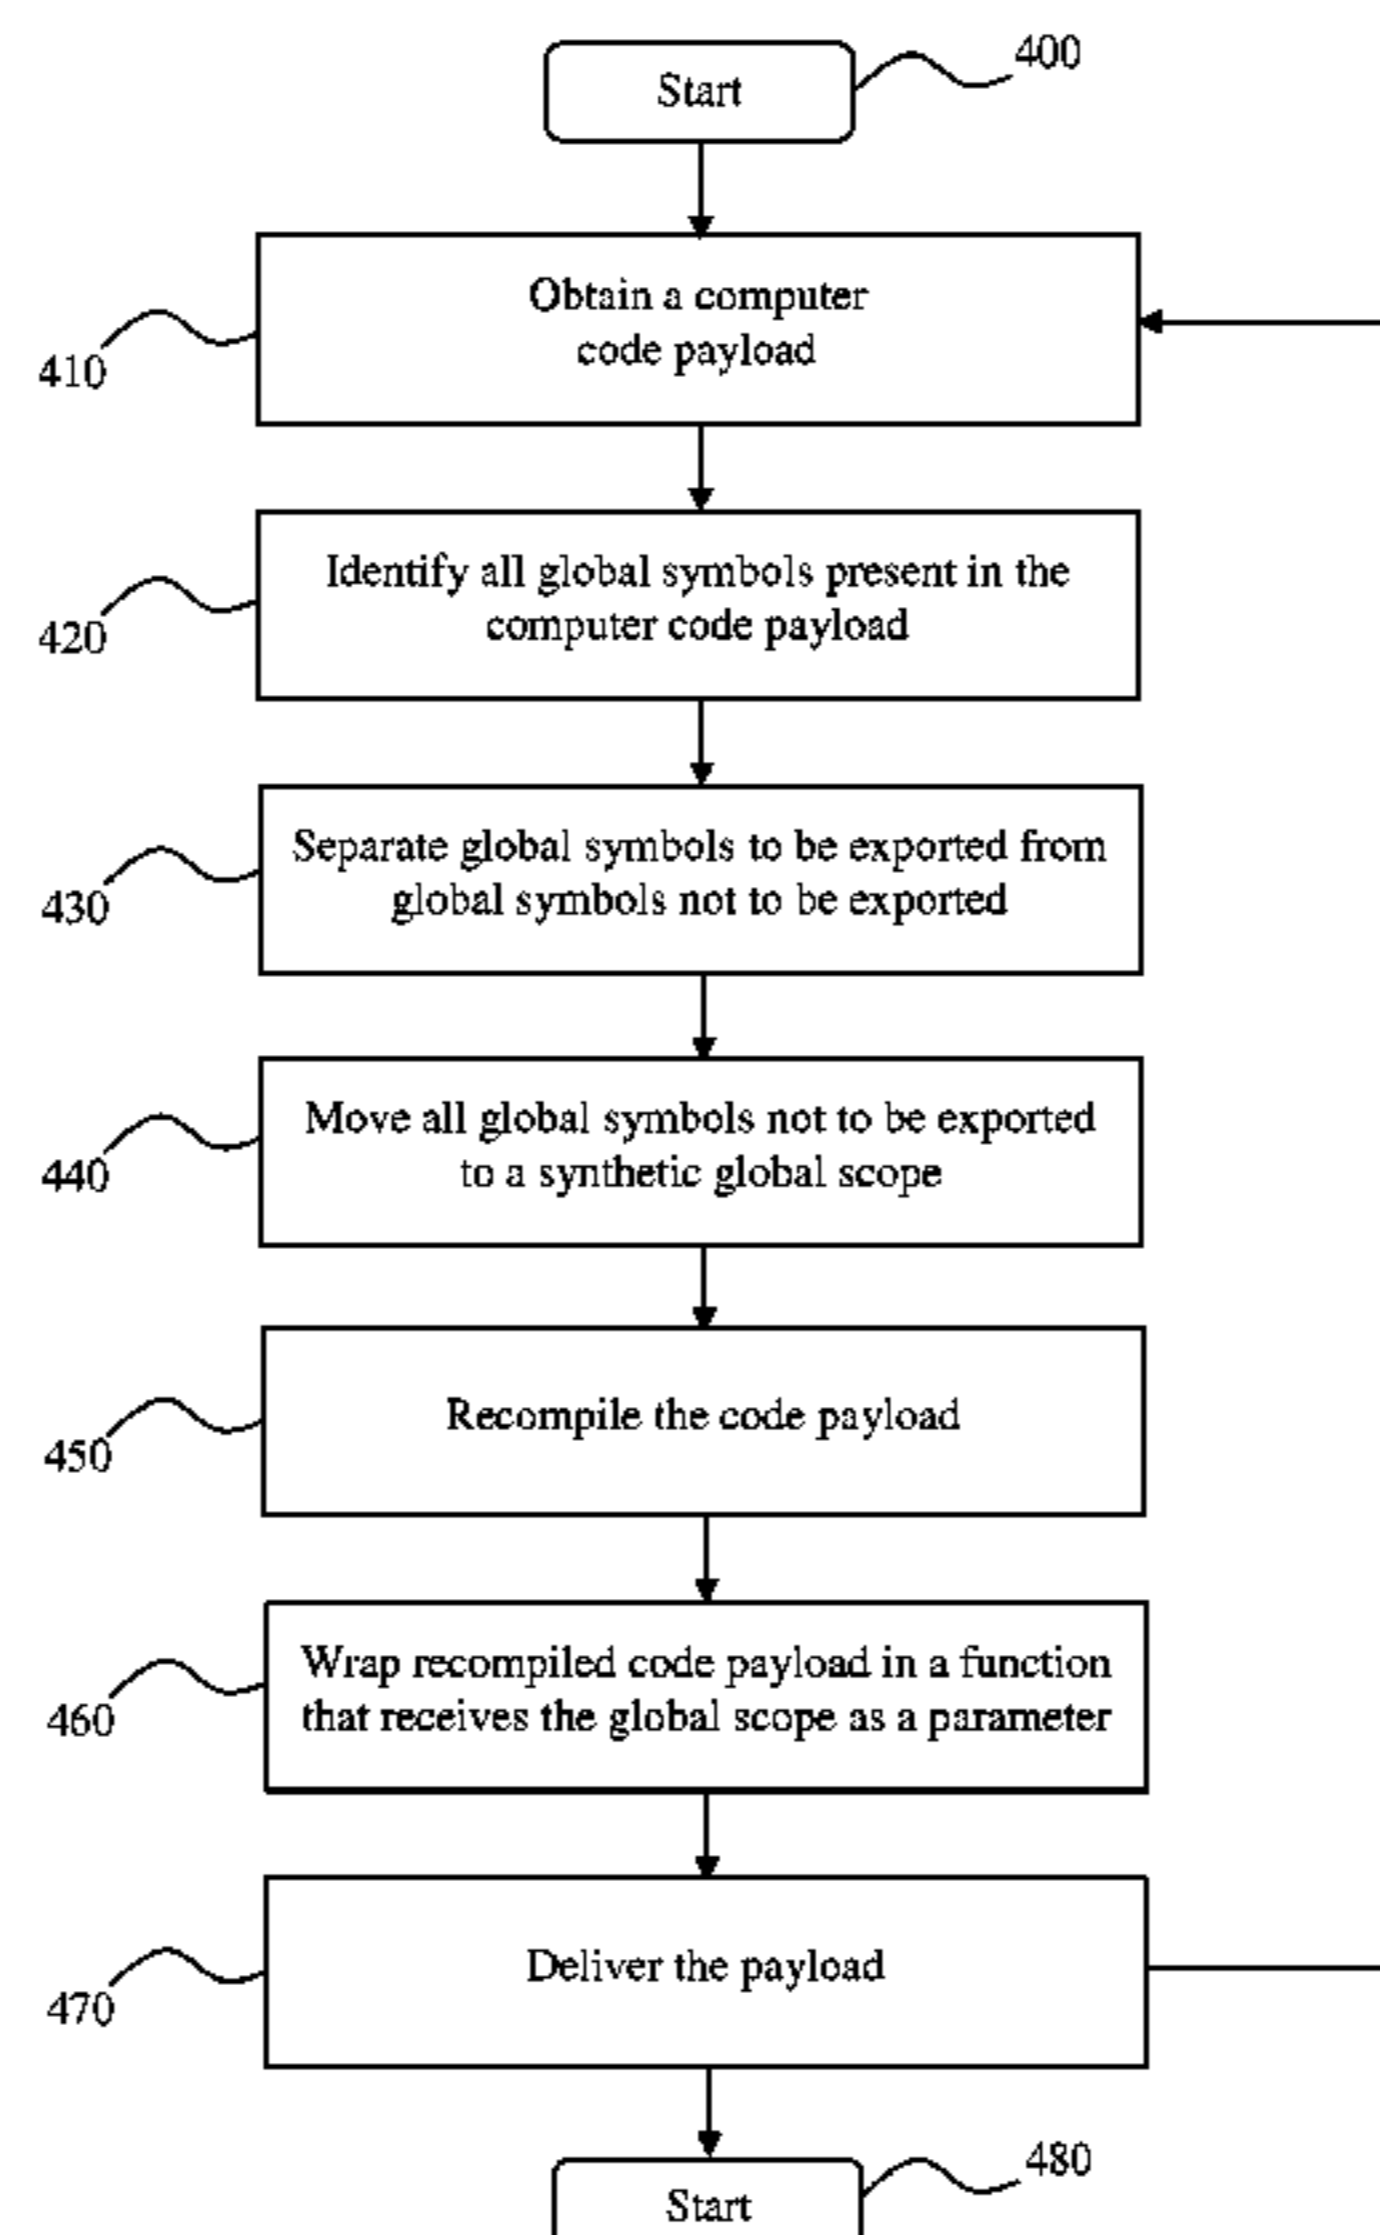 Start
400
Obtain a computer
code payload
410
Identify all global symbols present in the
computer code payload
420
Separate global symbols to be exported from
global symbols not to be exported
430
Move all global symbols not to be exported
to a synthetic global scope
440
Recompile the code payload
450
Wrap recompiled code payload in a function
that receives the global scope as a parameter
460
Deliver the payload
470
480
Start